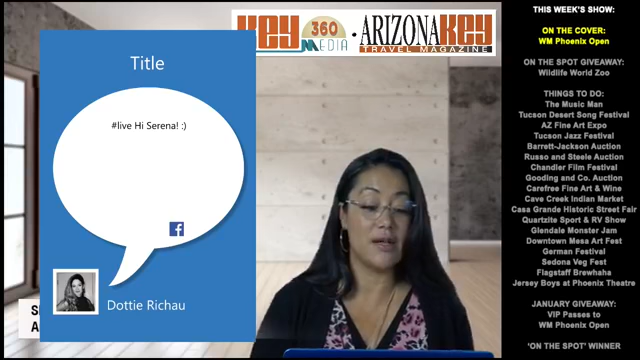 KEY 360 MEDIA • ARIZONA KEY
TRAVEL MAGAZINE
Title
#live Hi Serena! :)
Dottie Richau
S
A
THIS WEEK'S SHOW:
ON THE COVER:
WM Phoenix Open
ON THE SPOT GIVEAWAY:
Wildlife World Zoo
THINGS TO DO:
The Music Man
Tucson Desert Song Festival
AZ Fine Art Expo
Tucson Jazz Festival
Barrett-Jackson Auction
Russo and Steele Auction
Chandler Film Festival
Gooding and Co. Auction
Carefree Fine Art & Wine
Cave Creek Indian Market
Casa Grande Historic Street Fair
Quartzite Sport & RV Show
Glendale Monster Jam
Downtown Mesa Art Fest
German Festival
Sedona Veg Fest
Flagstaff Brewhaha
Jersey Boys at Phoenix Theatre
JANUARY GIVEAWAY:
VIP Passes to
WM Phoenix Open
'ON THE SPOT' WINNER